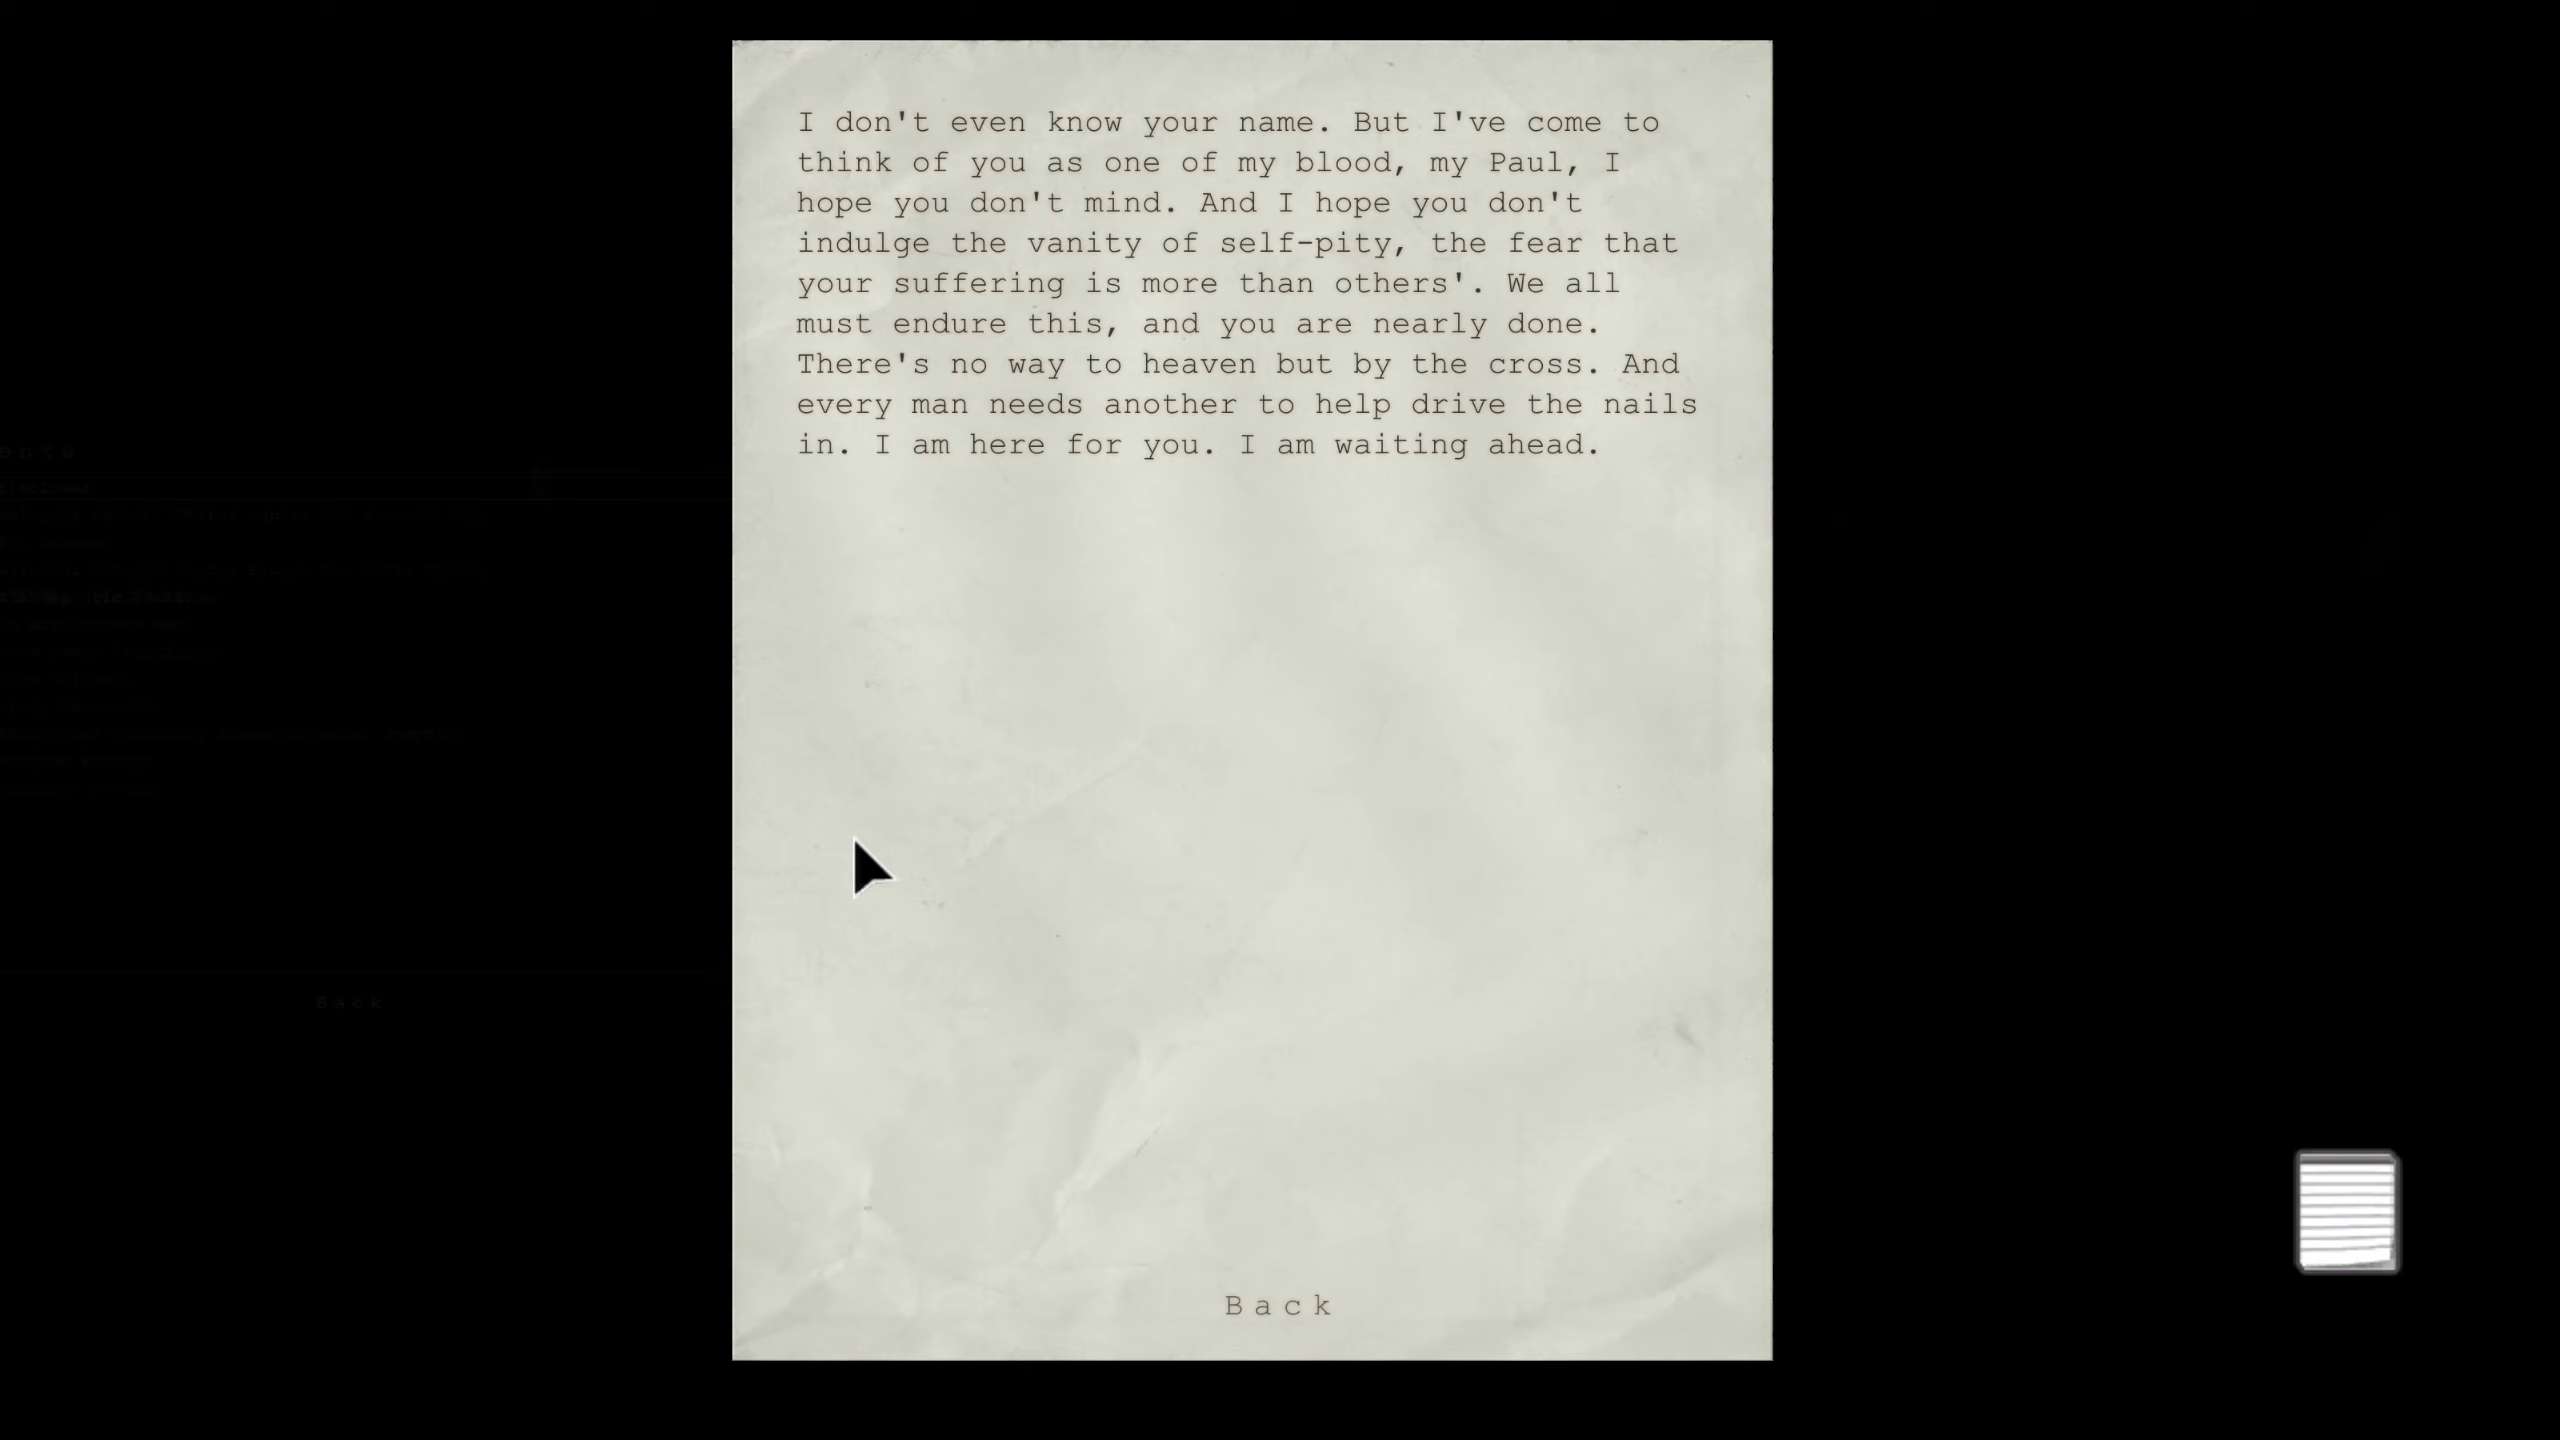 I don't even know your name. But I've come to
think of you as one of my blood, my Paul, I
hope you don't mind. And I hope you don't
indulge the vanity of self-pity, the fear that
your suffering is more than others'. We all
must endure this, and you are nearly done.
There's no way to heaven but by the cross. And
every man needs another to help drive the nails
in. I am here for you. I am waiting ahead.
Back
Back